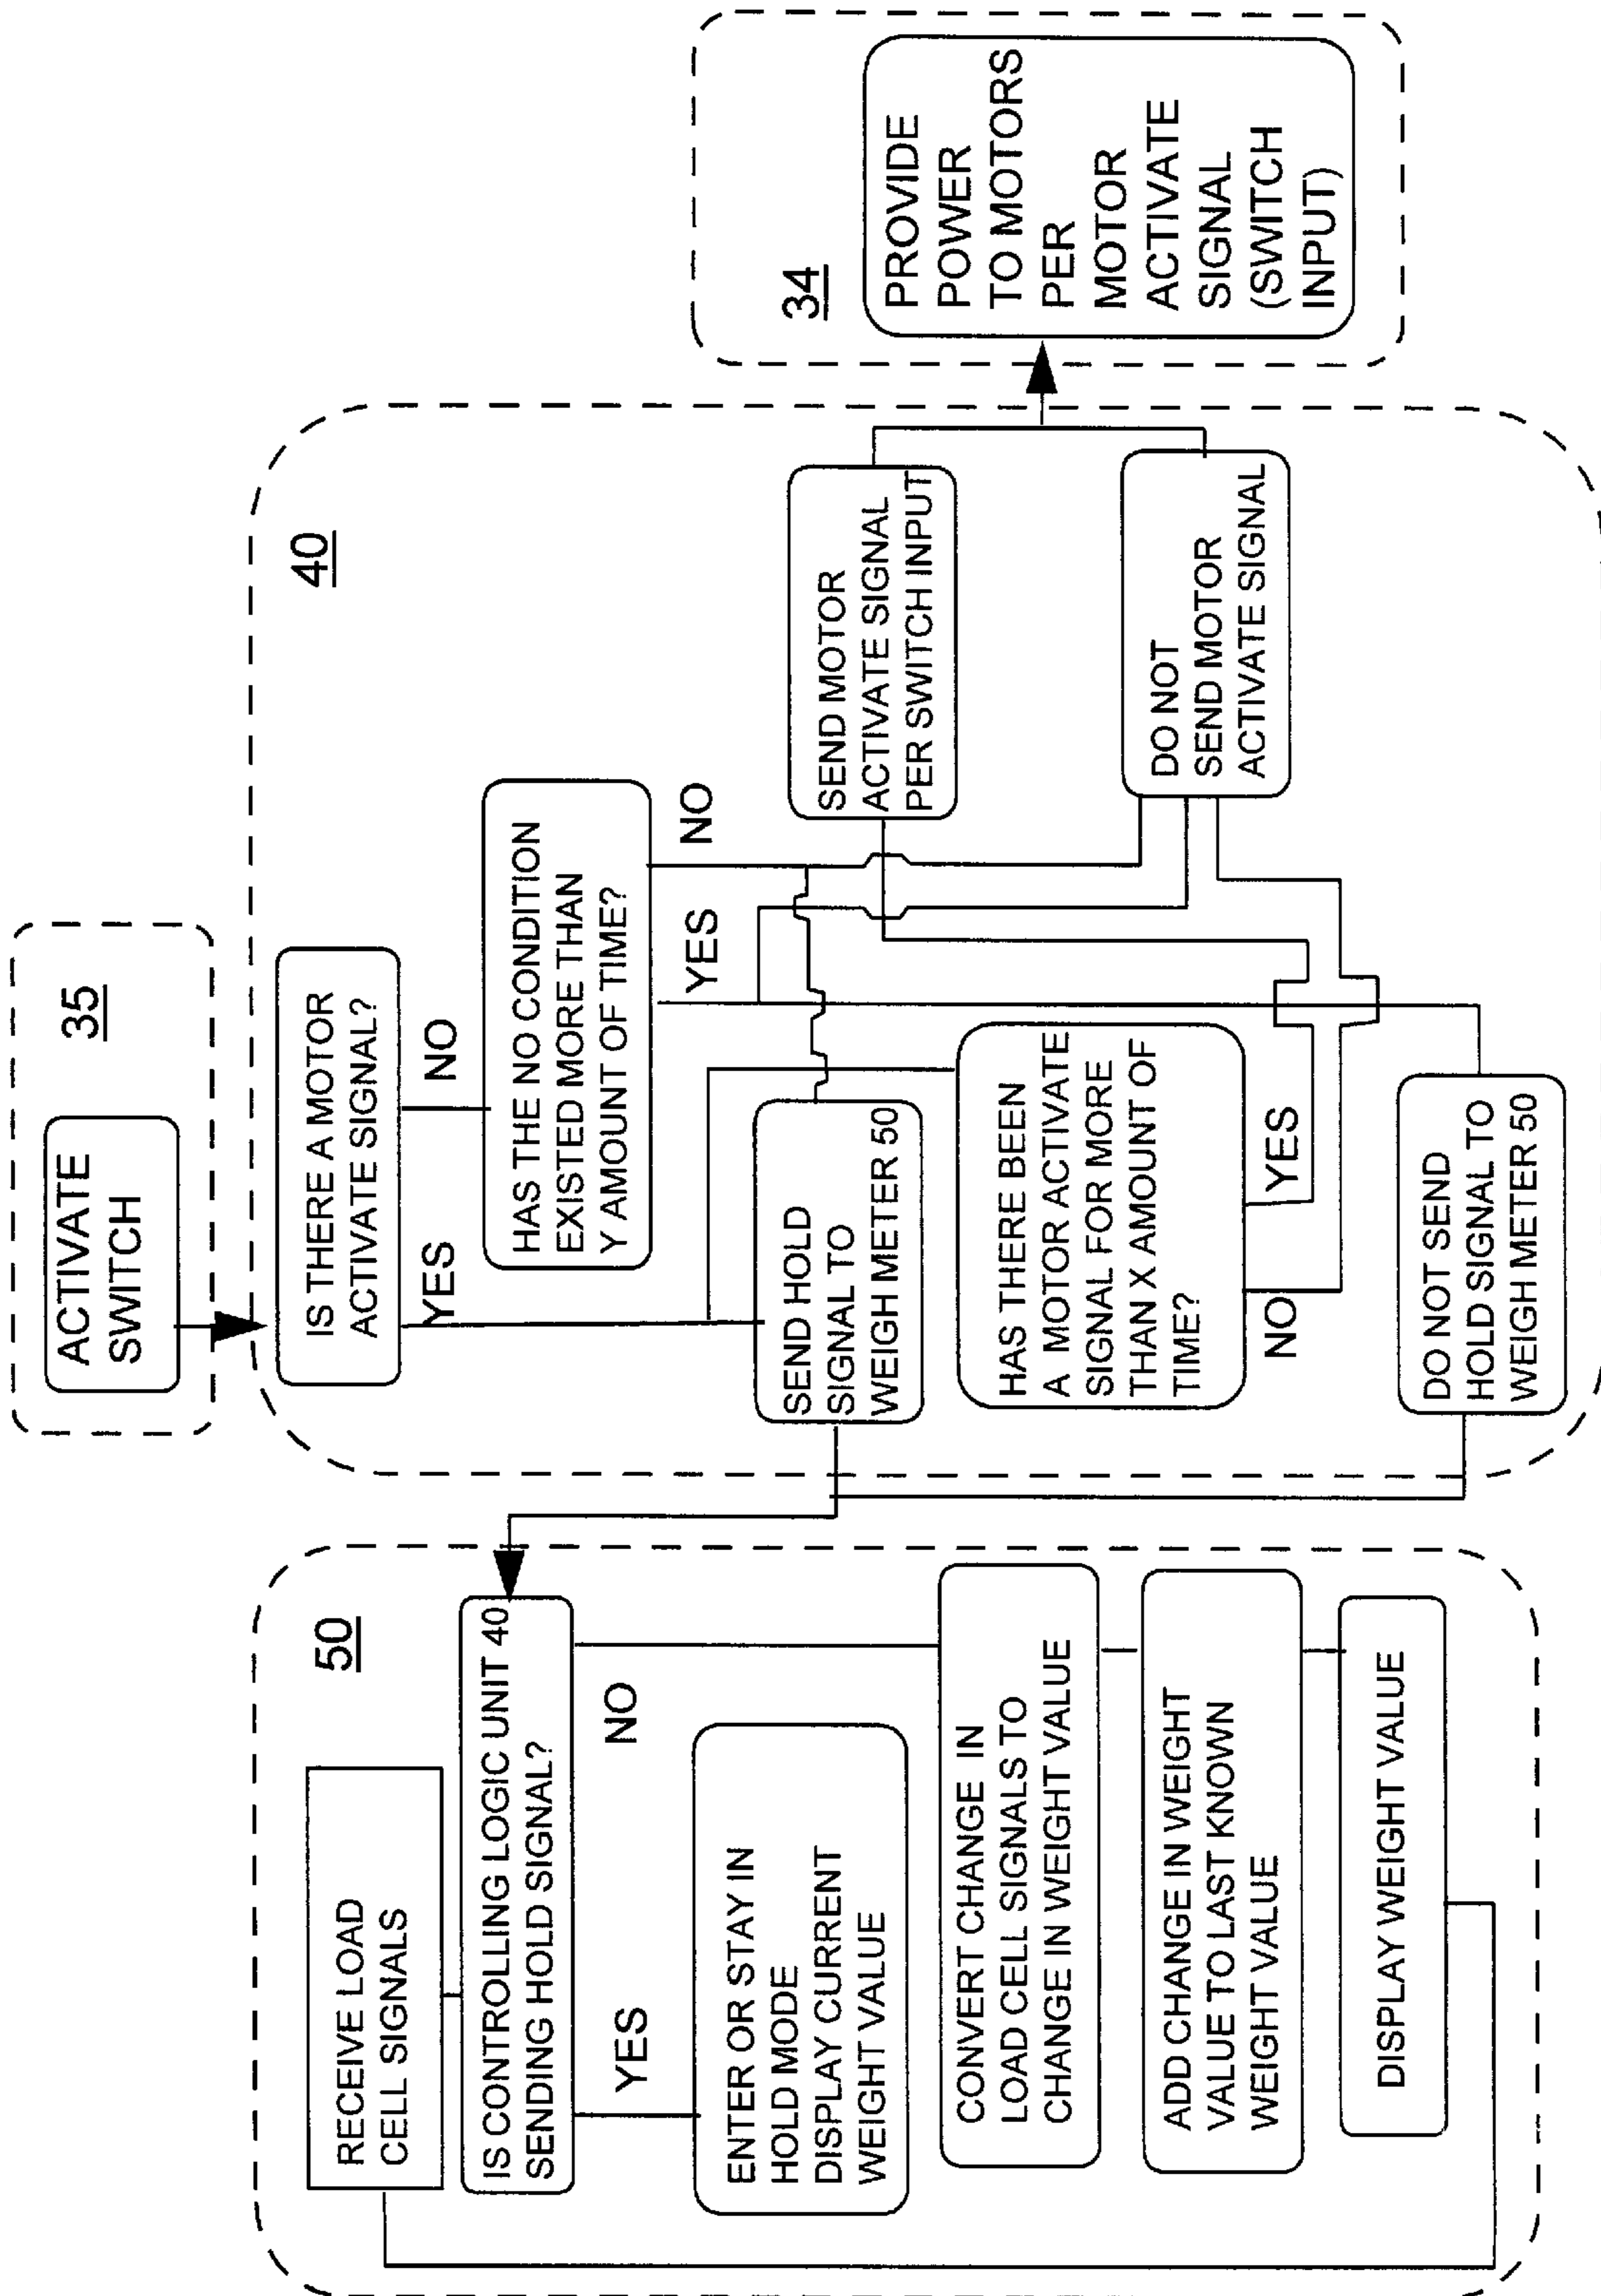 35
ACTIVATE
SWITCH
40
IS THERE A MOTOR
ACTIVATE SIGNAL?
YES
NO
HAS THE NO CONDITION
EXISTED MORE THAN
Y AMOUNT OF TIME?
YES
NO
SEND HOLD
SIGNAL TO
WEIGH METER 50
SEND MOTOR
ACTIVATE SIGNAL
PER SWITCH INPUT
HAS THERE BEEN
A MOTOR ACTIVATE
SIGNAL FOR MORE
THAN X AMOUNT OF
TIME?
NO
YES
DO NOT
SEND MOTOR
ACTIVATE SIGNAL
DO NOT SEND
HOLD SIGNAL TO
WEIGH METER 50
34
PROVIDE
POWER
TO MOTORS
PER
MOTOR
ACTIVATE
SIGNAL
(SWITCH
INPUT)
50
RECEIVE LOAD
CELL SIGNALS
IS CONTROLLING LOGIC UNIT 40
SENDING HOLD SIGNAL?
YES
NO
ENTER OR STAY IN
HOLD MODE
DISPLAY CURRENT
WEIGHT VALUE
CONVERT CHANGE IN
LOAD CELL SIGNALS TO
CHANGE IN WEIGHT VALUE
ADD CHANGE IN WEIGHT
VALUE TO LAST KNOWN
WEIGHT VALUE
DISPLAY WEIGHT VALUE